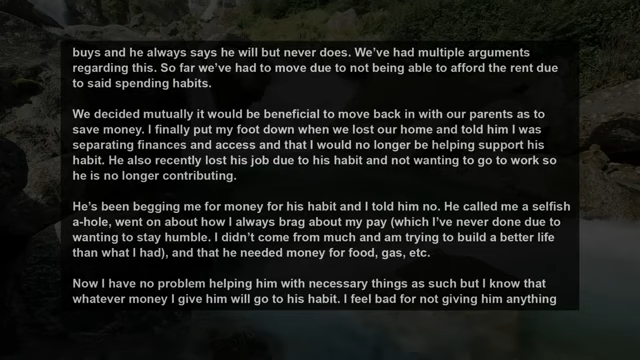 buys and he always says he will but never does. We’ve had multiple arguments
regarding this. So far we’ve had to move due to not being able to afford the rent due
to said spending habits.
We decided mutually it would be beneficial to move back in with our parents as to
save money. I finally put my foot down when we lost our home and told him I was
separating finances and access and that I would no longer be helping support his
habit. He also recently lost his job due to his habit and not wanting to go to work so
he is no longer contributing.
He’s been begging me for money for his habit and I told him no. He called me a selfish
a-hole, went on about how I always brag about my pay (which I’ve never done due to
wanting to stay humble. I didn’t come from much and am trying to build a better life
than what I had), and that he needed money for food, gas, etc.
Now I have no problem helping him with necessary things as such but I know that
whatever money I give him will go to his habit. I feel bad for not giving him anything